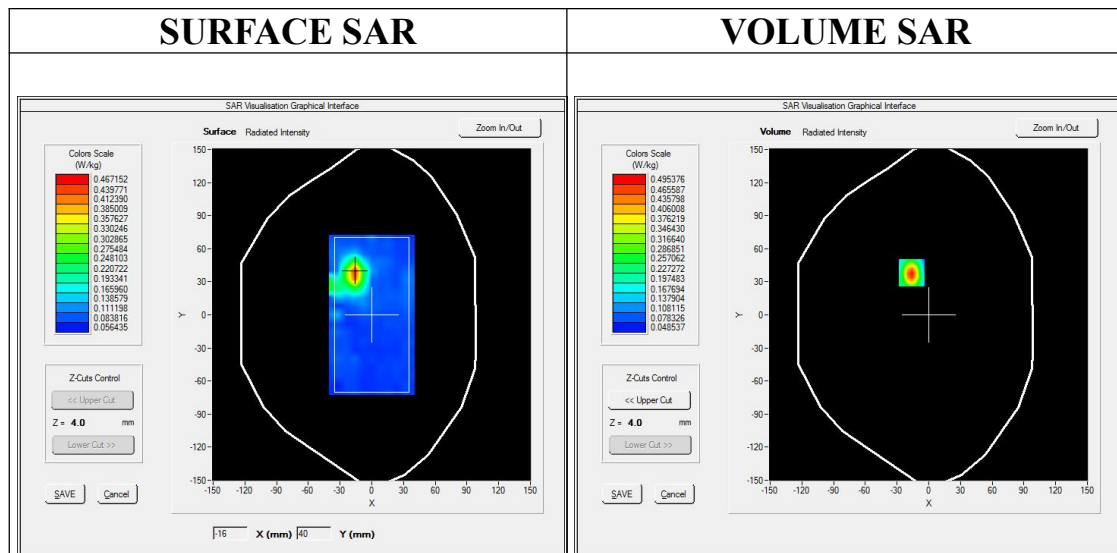 SURFACE SAR
VOLUME SAR
SAR Visualisation Graphical Interface
Surface Radiated Intensity
Zoom In/Out
Colors Scale
(W/kg)
0.467152
0.439771
0.412390
0.385009
0.357627
0.330246
0.302865
0.275484
0.248103
0.220722
0.193341
0.165960
0.138579
0.111198
0.083816
0.056435
Z-Cuts Control
<< Upper Cut
Z = 4.0 mm
Lower Cut >>
SAVE Cancel
150
120
90
60
30
0
-30
-60
-90
-120
-150
Y
-150 -120 -90 -60 -30 0 30 60 90 120 150
X
-16 X (mm) 40 Y (mm)
SAR Visualisation Graphical Interface
Volume Radiated Intensity
Zoom In/Out
Colors Scale
(W/kg)
0.495376
0.465587
0.435798
0.406008
0.376219
0.346430
0.316640
0.286851
0.257062
0.227272
0.197483
0.167694
0.137904
0.108115
0.078326
0.048537
Z-Cuts Control
<< Upper Cut
Z = 4.0 mm
Lower Cut >>
SAVE Cancel
150
120
90
60
30
0
-30
-60
-90
-120
-150
Y
-150 -120 -90 -60 -30 0 30 60 90 120 150
X